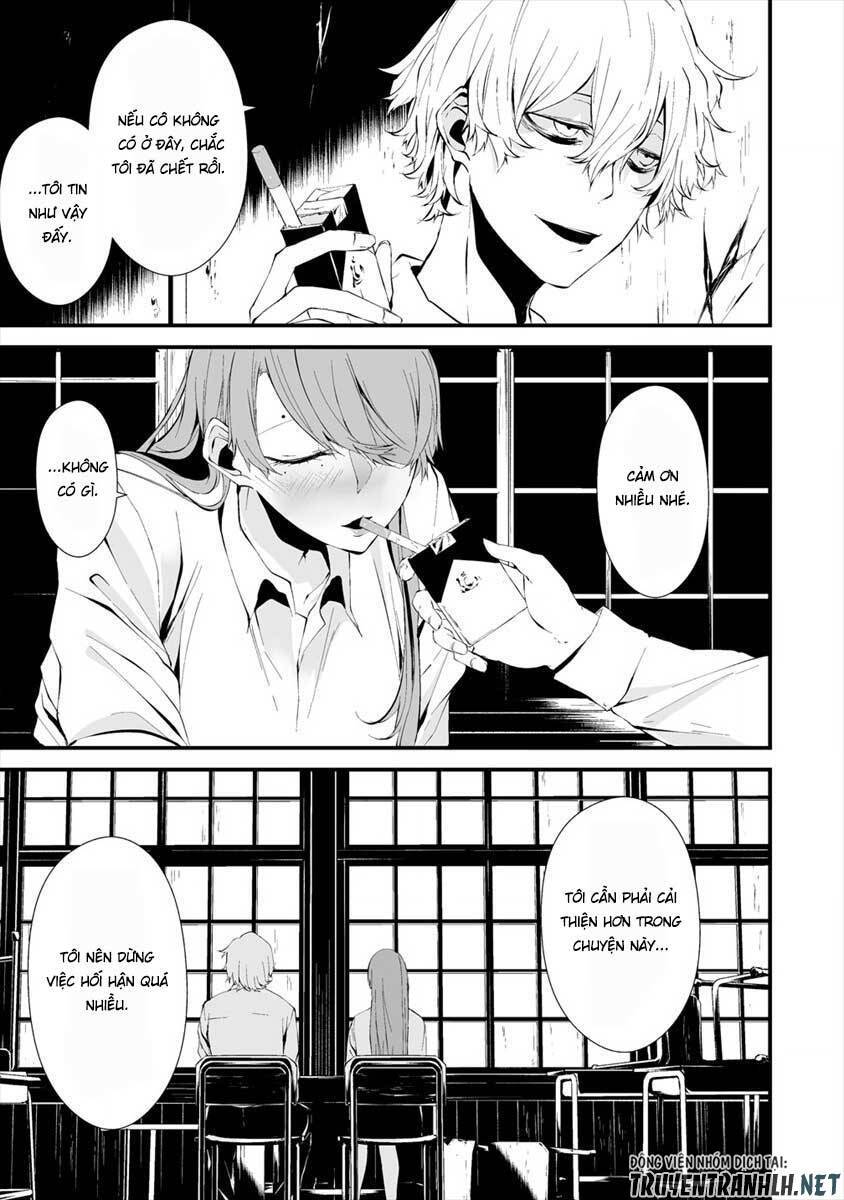 NẾU CÔ KHÔNG
CÓ Ở ĐÂY, CHẮC
TÔI ĐÃ CHẾT RỒI.
...TÔI TIN
NHƯ VẬY
ĐẤY.
CẢM ƠN
NHIỀU NHÉ.
...KHÔNG
CÓ GÌ.
TÔI CẦN PHẢI CẢI
THIỆN HƠN TRONG
CHUYỆN NÀY...
TÔI NÊN DỪNG
VIỆC HỐI HẬN QUÁ
NHIỀU.
ĐỘNG VIÊN NHÓM DỊCH TẠI:
TRUYENTRANHLH.NET